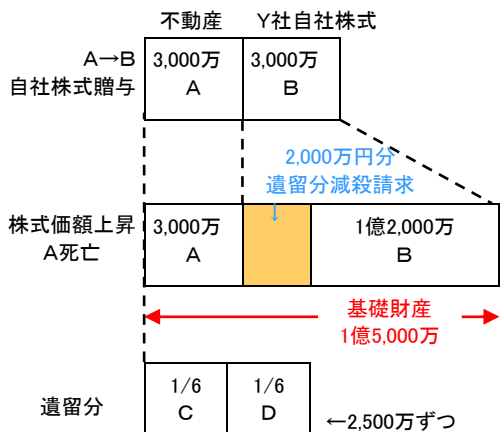 不動産 Y社自社株式
A→B
自社株式贈与
3,000万
A
3,000万
B
2,000万円分
遺留分減殺請求
↓
株式価額上昇
A死亡
3,000万
A
1億2,000万
B
基礎財産
1億5,000万
遺留分
1/6
C
1/6
D
←2,500万ずつ